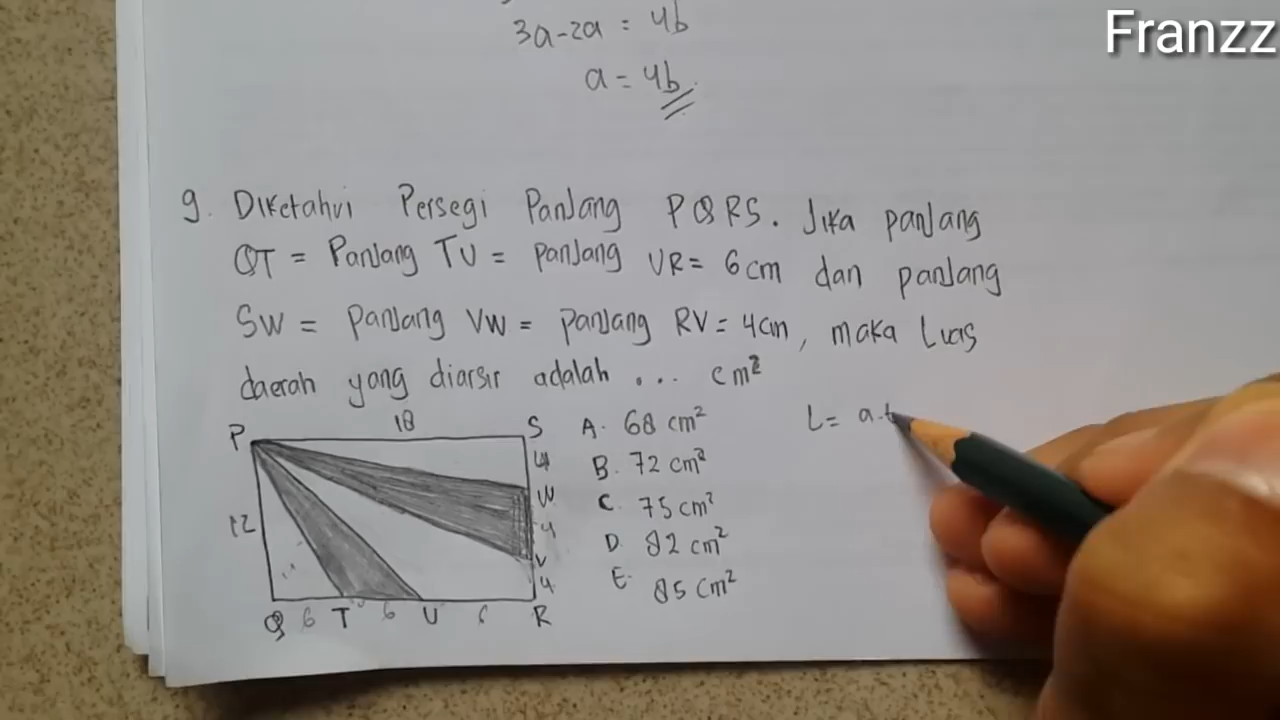 Franzz
3a-2a = 4b
a = 4b
9. Diketahui Persegi Panjang PQRS. Jika panjang
QT = Panjang TU = panjang UR = 6 cm dan panjang
SW = panjang VW = panjang RV = 4 cm, maka Luas
daerah yang diarsir adalah ... cm²
P 18 S
4
W
12 4
V
4
Q 6 T 6 U 6 R
A. 68 cm²
B. 72 cm²
C. 75 cm²
D. 82 cm²
E. 85 cm²
L = a.t